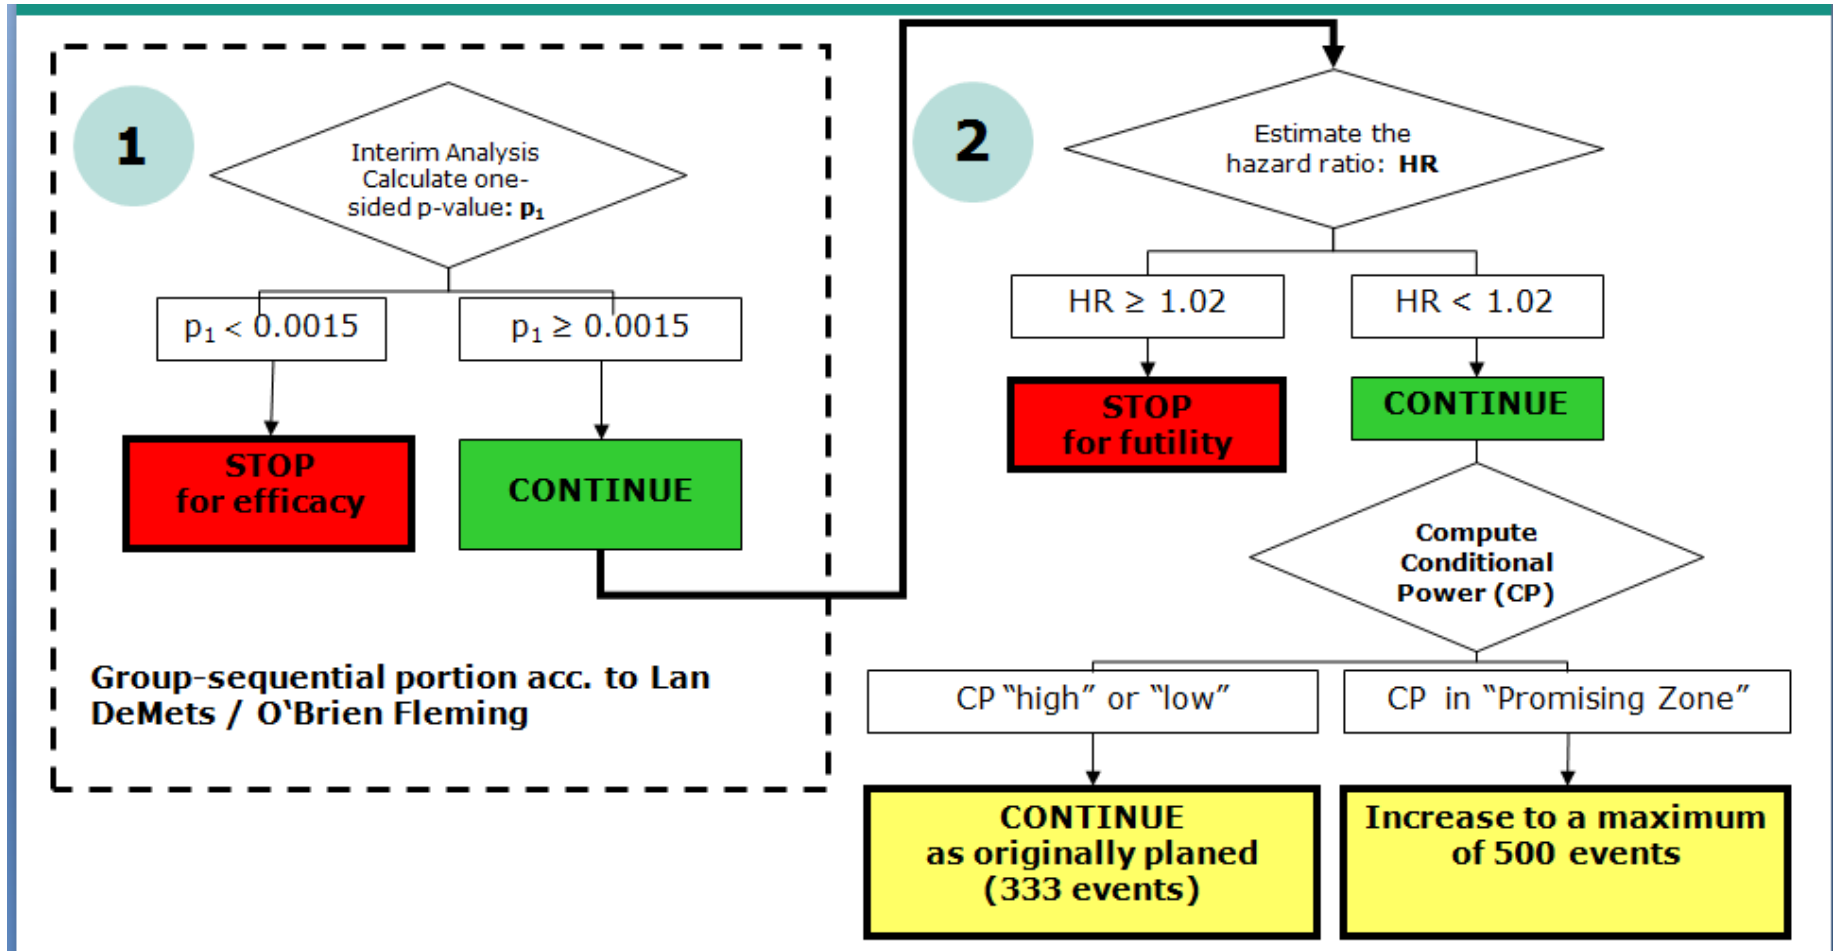 1
Interim Analysis
Calculate one-
sided p-value: p₁
p₁ < 0.0015
p₁ ≥ 0.0015
STOP
for efficacy
CONTINUE
Group-sequential portion acc. to Lan
DeMets / O‘Brien Fleming
2
Estimate the
hazard ratio: HR
HR ≥ 1.02
HR < 1.02
STOP
for futility
CONTINUE
Compute
Conditional
Power (CP)
CP “high” or “low”
CP in “Promising Zone”
CONTINUE
as originally planed
(333 events)
Increase to a maximum
of 500 events